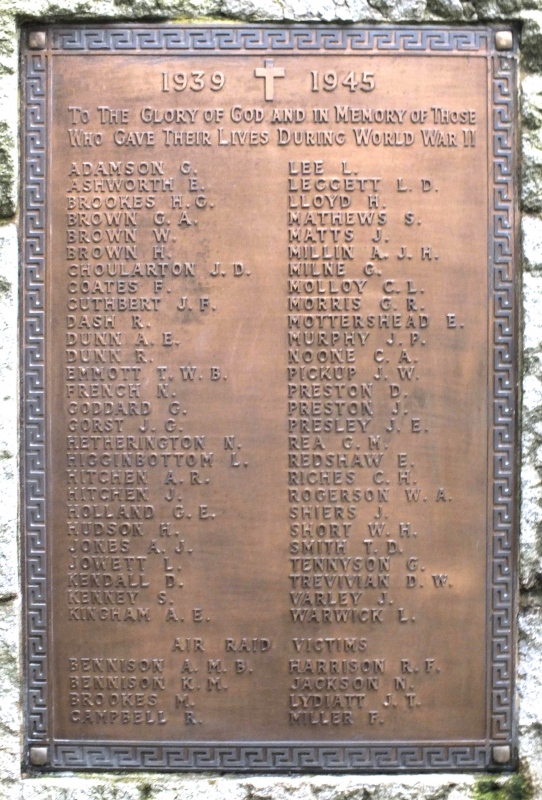 1939 1945
TO THE GLORY OF GOD AND IN MEMORY OF THOSE
WHO GAVE THEIR LIVES DURING WORLD WAR II
ADAMSON G.
ASHWORTH E.
BROOKES H. G.
BROWN G. A.
BROWN W.
BROWN H.
CHOULARTON J. D.
COATES F.
CUTHBERT J. F.
DASH R.
DUNN A. E.
DUNN R.
EMMOTT T. W. B.
FRENCH N.
GODDARD G.
GORST J. G.
HETHERINGTON N.
HIGGINBOTTOM L.
HITCHEN A. R.
HITCHEN J.
HOLLAND G. E.
HUDSON H.
JONES A. J.
JOWETT L.
KENDALL D.
KENNEY S.
KINGHAM A. E.
LEE L.
LEGGETT L. D.
LLOYD H.
MATHEWS S.
MATTS J.
MILLIN A. J. H.
MILNE G.
MOLLOY C. L.
MORRIS G. R.
MOTTERSHEAD E.
MURPHY J. P.
NOONE C. A.
PICKUP J. W.
PRESTON D.
PRESTON J.
PRESLEY J. E.
REA G. M.
REDSHAW E.
RICHES C. H.
ROGERSON W. A.
SHIERS J.
SHORT W. H.
SMITH T. D.
TENNYSON G.
TREVIVIAN D. W.
VARLEY J.
WARWICK L.
AIR RAID VICTIMS
BENNISON A. M. B.
BENNISON K. M.
BROOKES M.
CAMPBELL R.
HARRISON R. F.
JACKSON N.
LYDIATT J. T.
MILLER F.